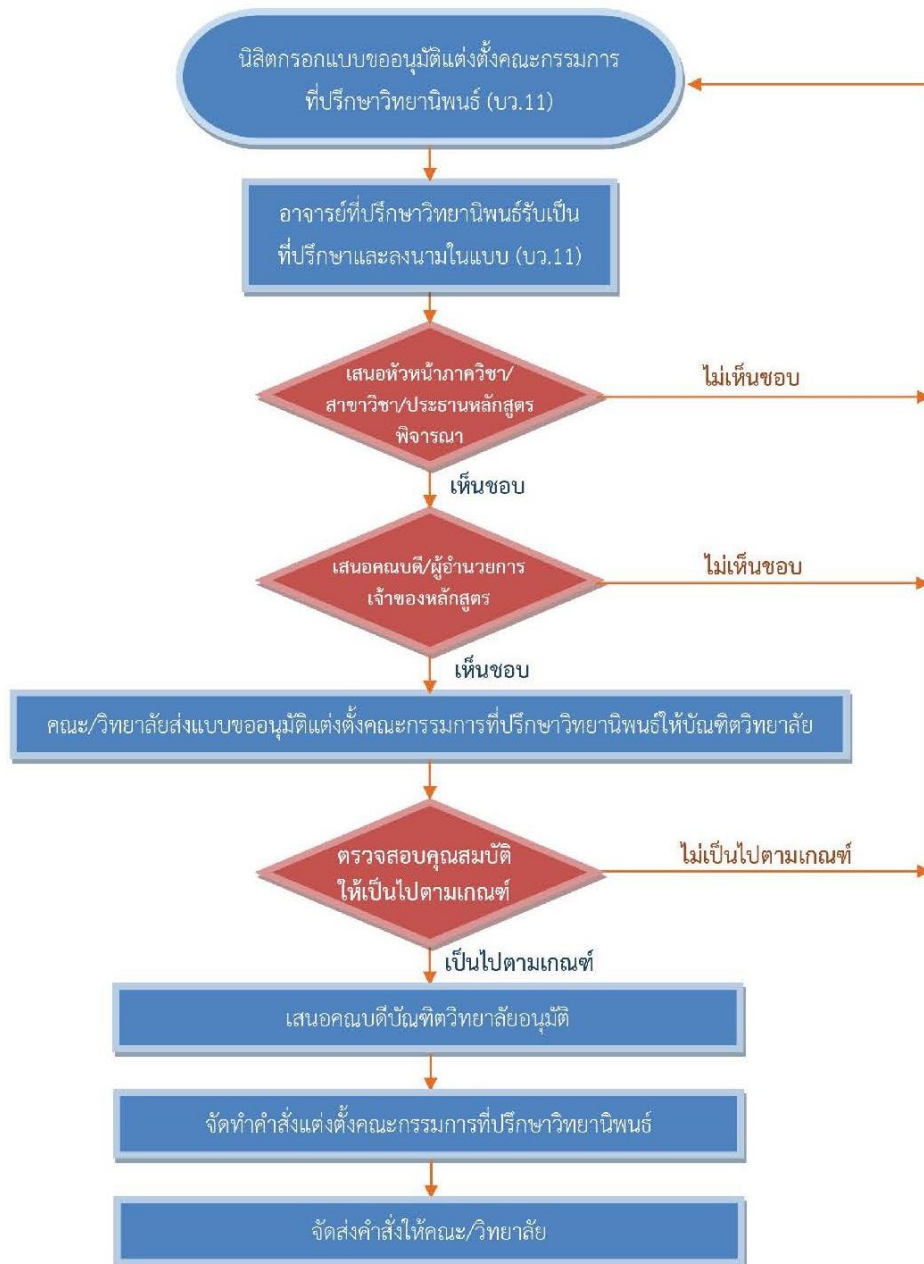 นิสิตกรอกแบบขออนุมัติแต่งตั้งคณะกรรมการ
ที่ปรึกษาวิทยานิพนธ์ (บว.11)
อาจารย์ที่ปรึกษาวิทยานิพนธ์รับเป็น
ที่ปรึกษาและลงนามในแบบ (บว.11)
เสนอหัวหน้าภาควิชา/
สาขาวิชา/ประธานหลักสูตร
พิจารณา
ไม่เห็นชอบ
เห็นชอบ
เสนอคณบดี/ผู้อำนวยการ
เจ้าของหลักสูตร
ไม่เห็นชอบ
เห็นชอบ
คณะ/วิทยาลัยส่งแบบขออนุมัติแต่งตั้งคณะกรรมการที่ปรึกษาวิทยานิพนธ์ให้บัณฑิตวิทยาลัย
ตรวจสอบคุณสมบัติ
ให้เป็นไปตามเกณฑ์
ไม่เป็นไปตามเกณฑ์
เป็นไปตามเกณฑ์
เสนอคณบดีบัณฑิตวิทยาลัยอนุมัติ
จัดทำคำสั่งแต่งตั้งคณะกรรมการที่ปรึกษาวิทยานิพนธ์
จัดส่งคำสั่งให้คณะ/วิทยาลัย